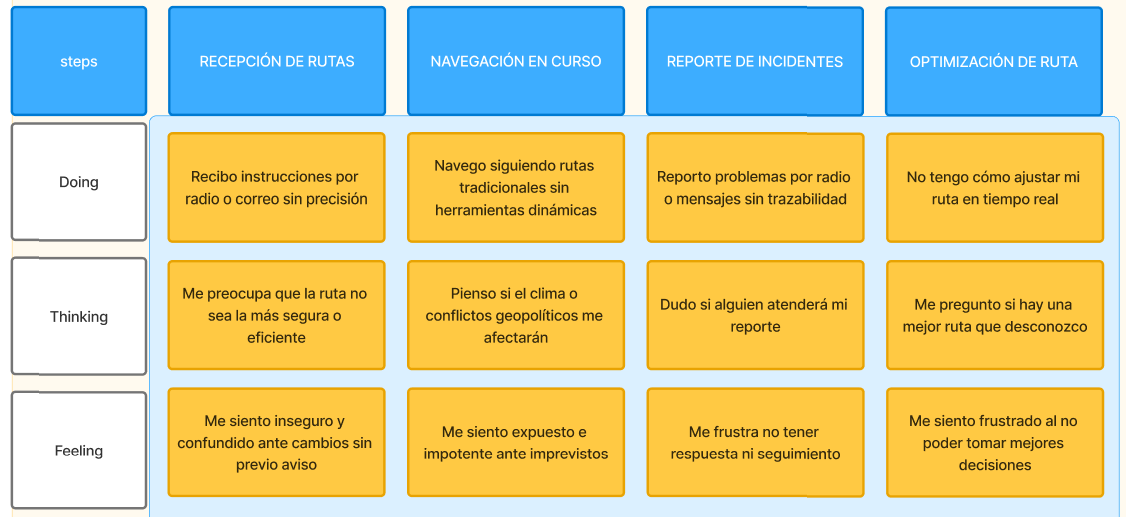 steps
RECEPCIÓN DE RUTAS
NAVEGACIÓN EN CURSO
REPORTE DE INCIDENTES
OPTIMIZACIÓN DE RUTA
Doing
Recibo instrucciones por
radio o correo sin precisión
Navego siguiendo rutas
tradicionales sin
herramientas dinámicas
Reporto problemas por radio
o mensajes sin trazabilidad
No tengo cómo ajustar mi
ruta en tiempo real
Thinking
Me preocupa que la ruta no
sea la más segura o
eficiente
Pienso si el clima o
conflictos geopolíticos me
afectarán
Dudo si alguien atenderá mi
reporte
Me pregunto si hay una
mejor ruta que desconozco
Feeling
Me siento inseguro y
confundido ante cambios sin
previo aviso
Me siento expuesto e
impotente ante imprevistos
Me frustra no tener
respuesta ni seguimiento
Me siento frustrado al no
poder tomar mejores
decisiones